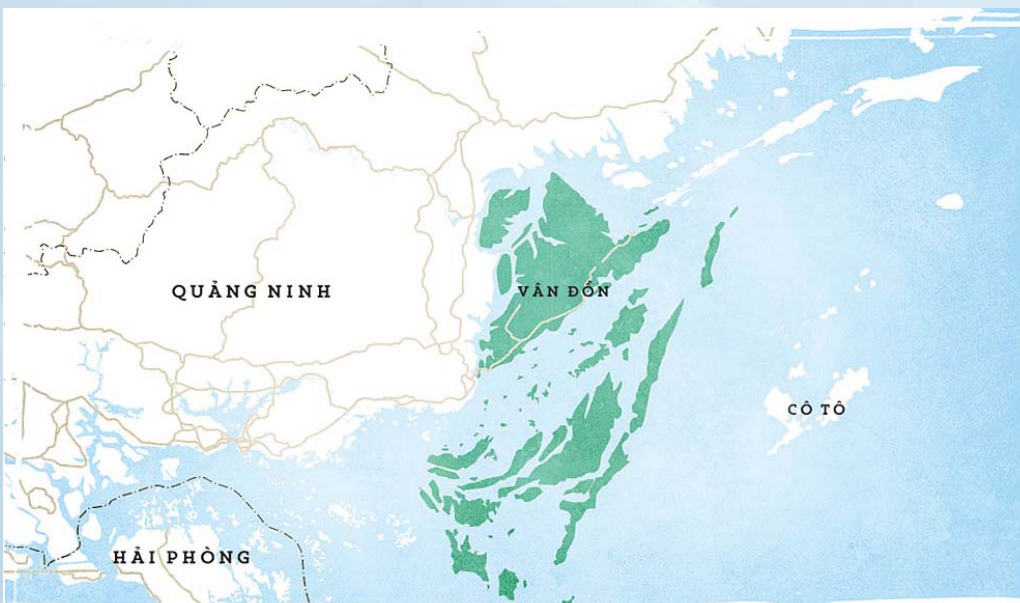 QUẢNG NINH
VÂN ĐỒN
CÔ TÔ
HẢI PHÒNG